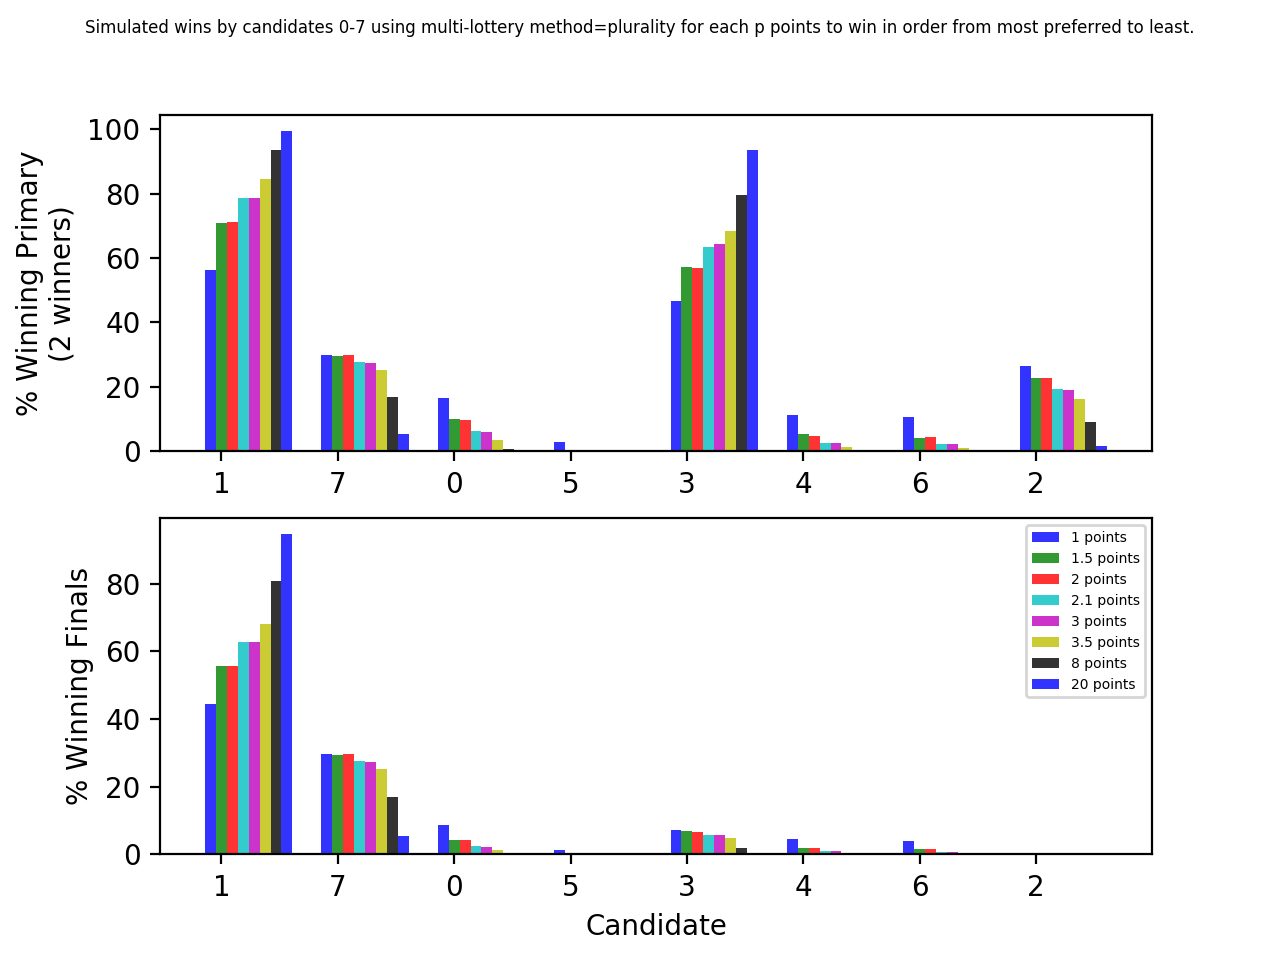 Simulated wins by candidates 0-7 using multi-lottery method=plurality for each p points to win in order from most preferred to least.
% Winning Primary
(2 winners)
100
80
60
40
20
0
1 7 0 5 3 4 6 2
% Winning Finals
80
60
40
20
0
1 points
1.5 points
2 points
2.1 points
3 points
3.5 points
8 points
20 points
1 7 0 5 3 4 6 2
Candidate